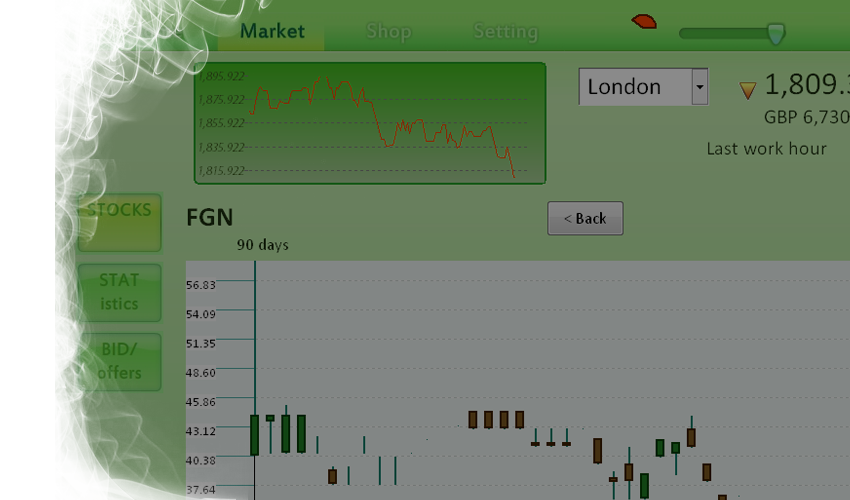 Market Shop Setting
1,895.922
1,875.922
1,855.922
1,835.922
1,815.922
London
1,809.3
GBP 6,730
Last work hour
STOCKS
STAT
istics
BID/
offers
FGN
< Back
90 days
56.83
54.09
51.35
48.60
45.86
43.12
40.38
37.64